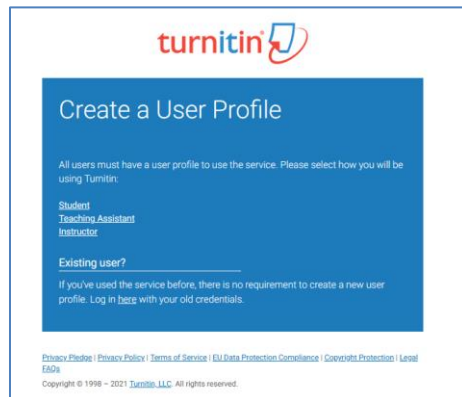 turnitin
Create a User Profile
All users must have a user profile to use the service. Please select how you will be
using Turnitin:
Student
Teaching Assistant
Instructor
Existing user?
If you've used the service before, there is no requirement to create a new user
profile. Log in here with your old credentials.
Privacy Pledge | Privacy Policy | Terms of Service | EU Data Protection Compliance | Copyright Protection | Legal
FAQs
Copyright © 1998 – 2021 Turnitin, LLC. All rights reserved.